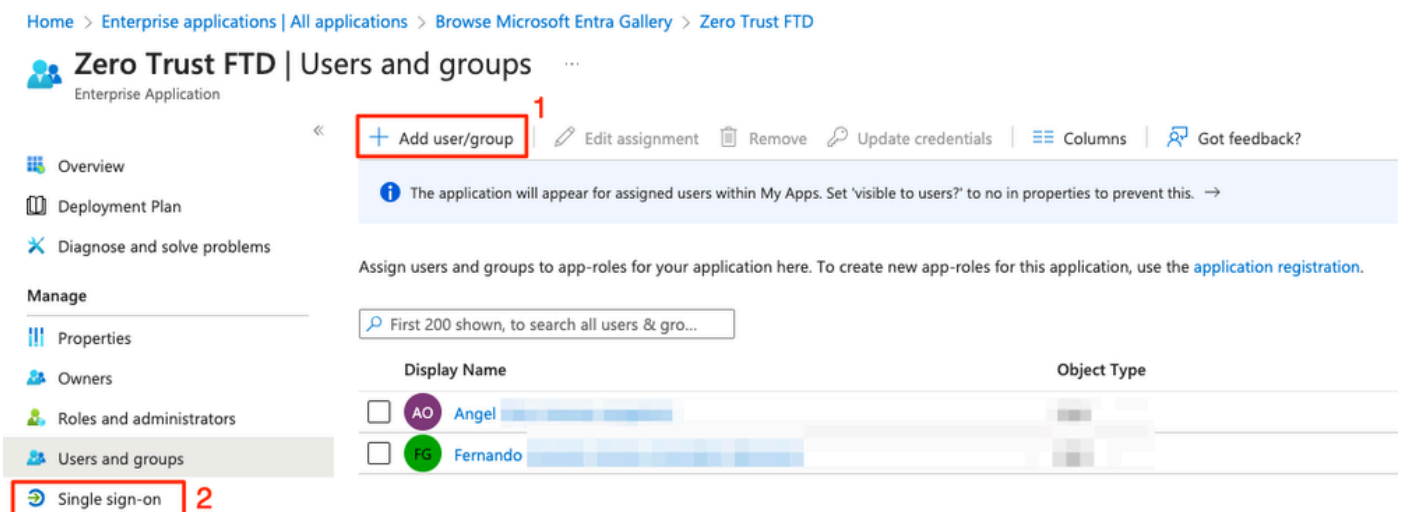 Home > Enterprise applications | All applications > Browse Microsoft Entra Gallery > Zero Trust FTD
Zero Trust FTD | Users and groups ...
Enterprise Application
1
«
+ Add user/group Edit assignment Remove Update credentials Columns Got feedback?
Overview
The application will appear for assigned users within My Apps. Set 'visible to users?' to no in properties to prevent this. →
Deployment Plan
Diagnose and solve problems
Assign users and groups to app-roles for your application here. To create new app-roles for this application, use the application registration.
Manage
First 200 shown, to search all users & gro...
Properties
Display Name Object Type
Owners
AO Angel
Roles and administrators
FG Fernando
Users and groups
Single sign-on 2